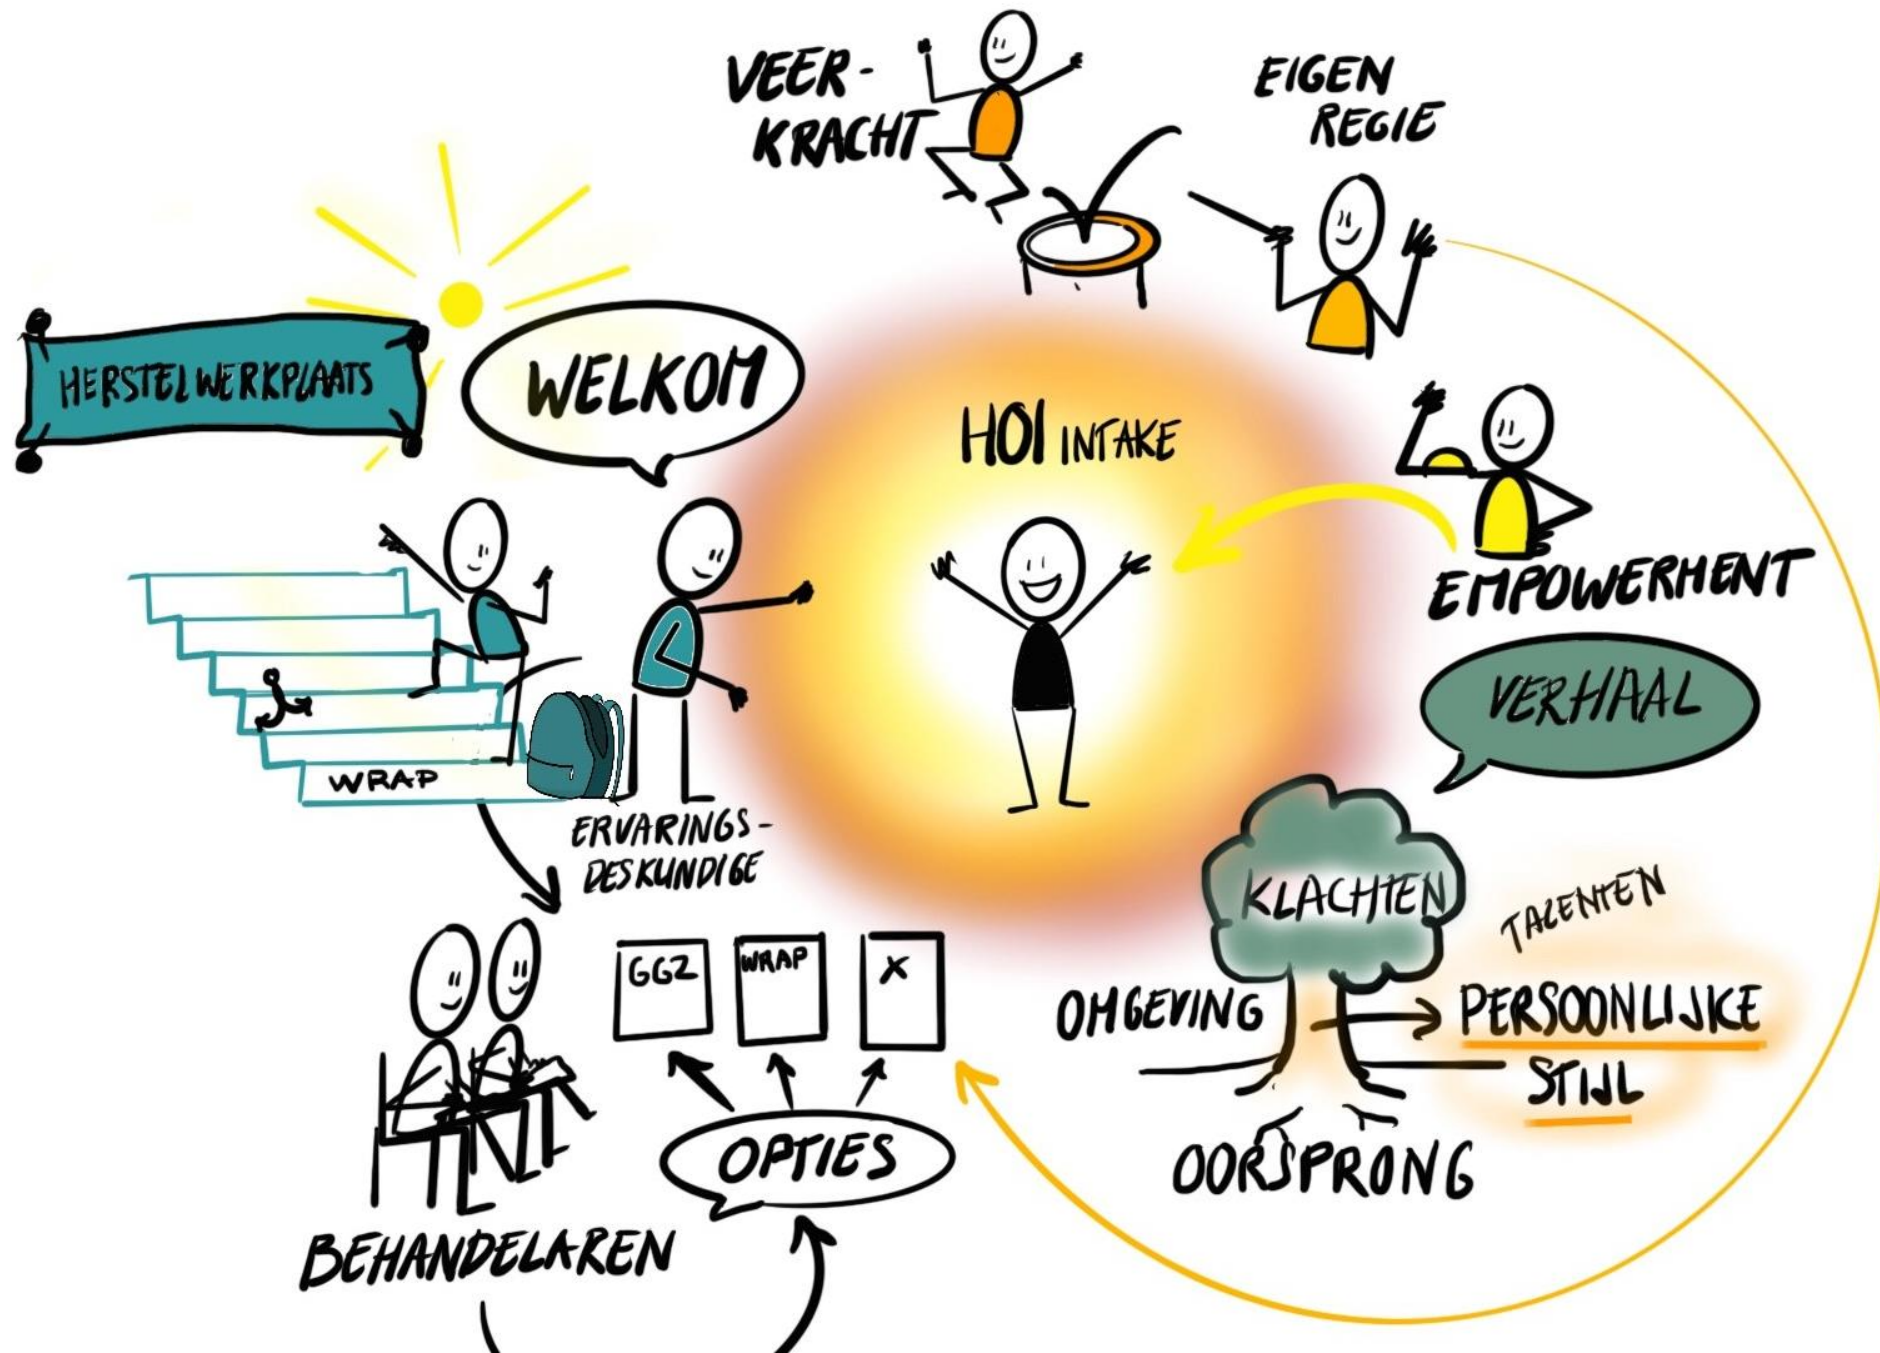 VEER-
KRACHT
EIGEN
REGIE
HERSTELWERKPLAATS
WELKOM
HOI INTAKE
EMPOWERMENT
VERHAAL
WRAP
ERVARINGS-
DESKUNDIGE
KLACHTEN
TALENTEN
OMGEVING
PERSOONLIJKE
STIJL
OORSPRONG
GGZ
WRAP
X
OPTIES
BEHANDELAREN